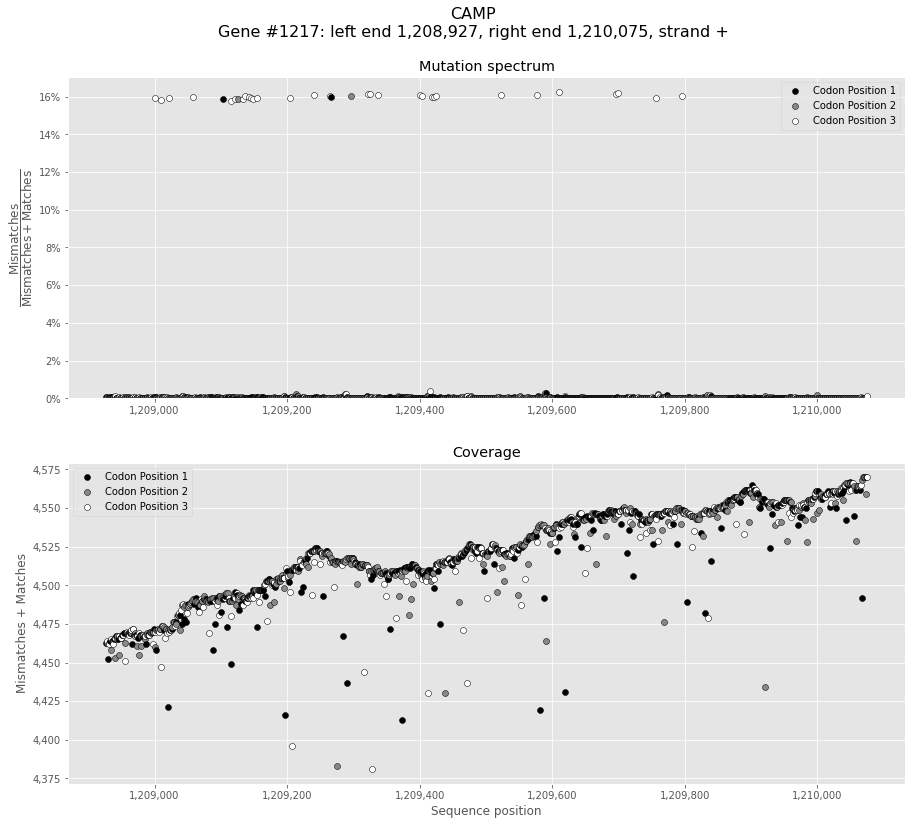 CAMP
Gene #1217: left end 1,208,927, right end 1,210,075, strand +
Mutation spectrum
Codon Position 1
Codon Position 2
Codon Position 3
Mismatches
Mismatches + Matches
16%
14%
12%
10%
8%
6%
4%
2%
0%
1,209,000
1,209,200
1,209,400
1,209,600
1,209,800
1,210,000
Coverage
Codon Position 1
Codon Position 2
Codon Position 3
Mismatches + Matches
4,575
4,550
4,525
4,500
4,475
4,450
4,425
4,400
4,375
1,209,000
1,209,200
1,209,400
1,209,600
1,209,800
1,210,000
Sequence position